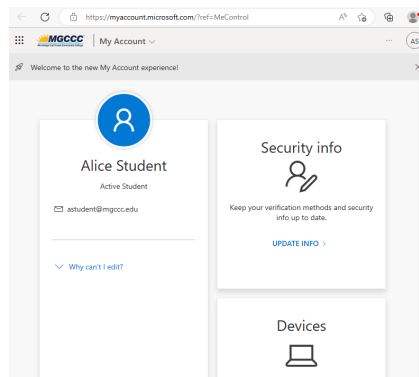 https://myaccount.microsoft.com/?ref=MeControl
MGCCC
My Account
AS
Welcome to the new My Account experience!
Alice Student
Active Student
astudent@mgccc.edu
Why can't I edit?
Security info
Keep your verification methods and security
info up to date.
UPDATE INFO >
Devices